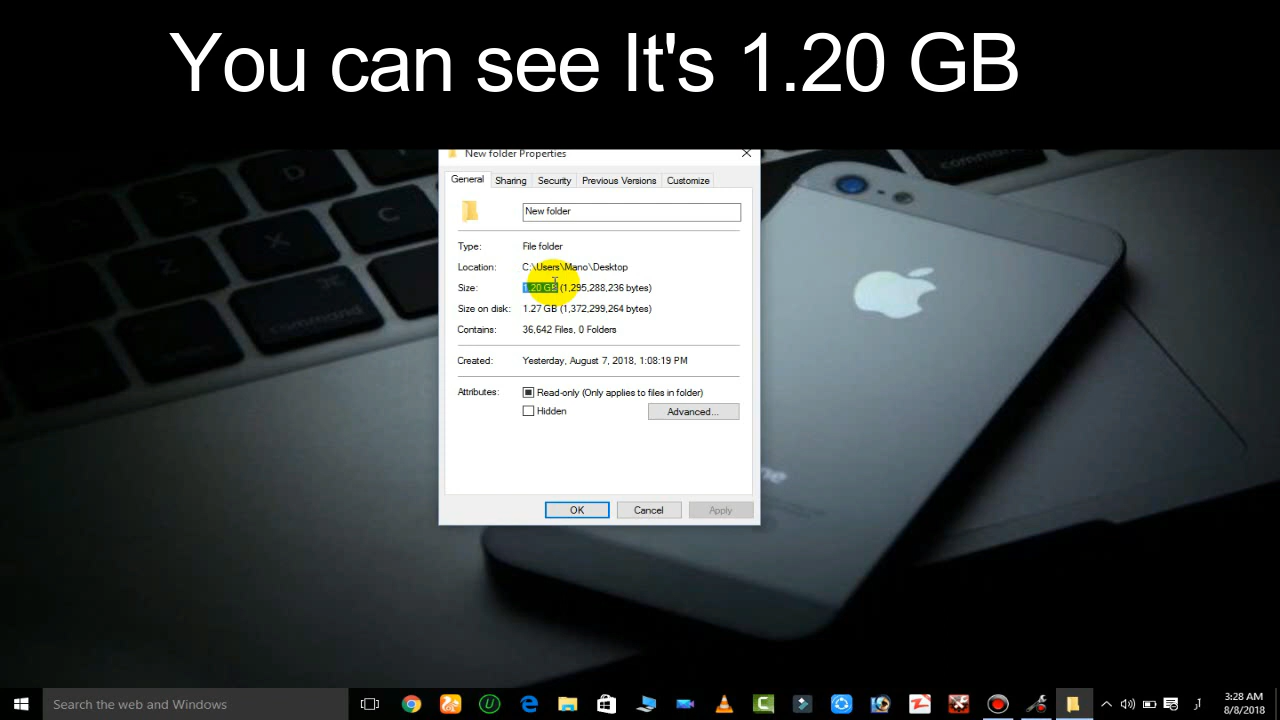 You can see It's 1.20 GB
New folder Properties
General Sharing Security Previous Versions Customize
New folder
Type: File folder
Location: C:\Users\Mano\Desktop
Size: 1.20 GB (1,295,288,236 bytes)
Size on disk: 1.27 GB (1,372,299,264 bytes)
Contains: 36,642 Files, 0 Folders
Created: Yesterday, August 7, 2018, 1:08:19 PM
Attributes: Read-only (Only applies to files in folder)
Hidden Advanced...
OK Cancel Apply
D
C
X
command
Search the web and Windows
3:28 AM
8/8/2018